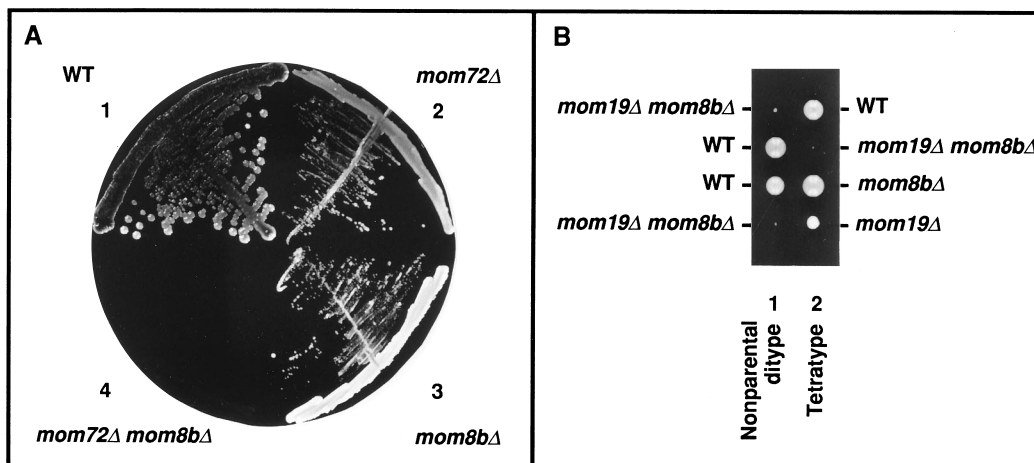 A
WT
1
mom72Δ
2
4
mom72Δ mom8bΔ
3
mom8bΔ
B
mom19Δ mom8bΔ
WT
WT
mom19Δ mom8bΔ
WT
mom8bΔ
mom19Δ mom8bΔ
mom19Δ
1
2
Nonparental
ditype
Tetratype